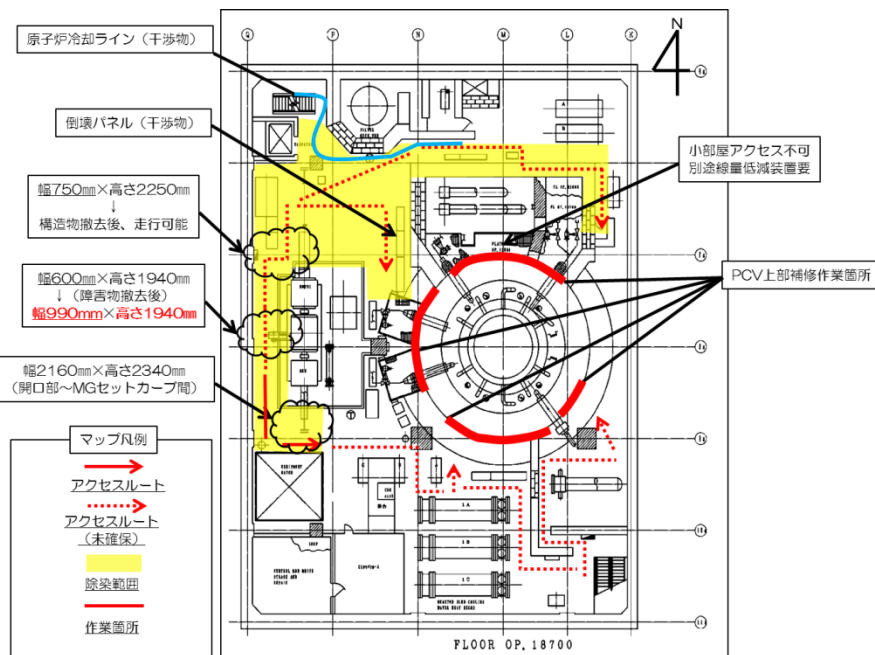 原子炉冷却ライン（干渉物）
倒壊パネル（干渉物）
幅750㎜×高さ2250㎜
↓
構造物撤去後、走行可能
幅600㎜×高さ1940㎜
↓（障害物撤去後）
幅990mm×高さ1940㎜
幅2160㎜×高さ2340㎜
（開口部～MGセットカーブ間）
マップ凡例
アクセスルート
アクセスルート
（未確保）
除染範囲
作業箇所
小部屋アクセス不可
別途線量低減装置要
PCV上部補修作業箇所
N
Q
P
N
M
L
K
A
B
1A
1B
1C
FLOOR OP. 18700